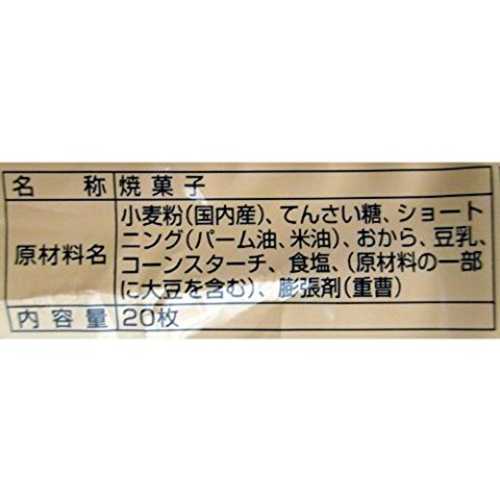 名称 焼菓子
原材料名 小麦粉(国内産)、てんさい糖、ショート
ニング(パーム油、米油)、おから、豆乳、
コーンスターチ、食塩、(原材料の一部
に大豆を含む)、膨張剤(重曹)
内容量 20枚